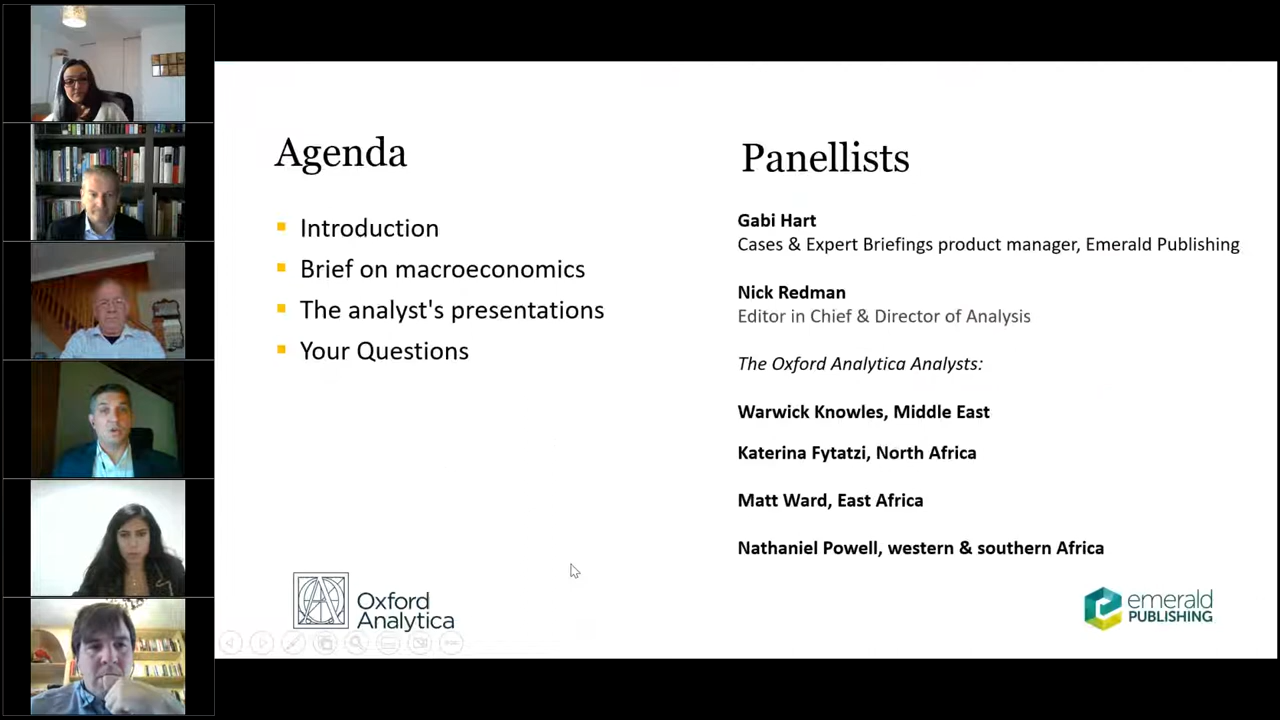 Agenda
Introduction
Brief on macroeconomics
The analyst's presentations
Your Questions
Panellists
Gabi Hart
Cases & Expert Briefings product manager, Emerald Publishing
Nick Redman
Editor in Chief & Director of Analysis
The Oxford Analytica Analysts:
Warwick Knowles, Middle East
Katerina Fytatzi, North Africa
Matt Ward, East Africa
Nathaniel Powell, western & southern Africa
Oxford
Analytica
emerald
PUBLISHING